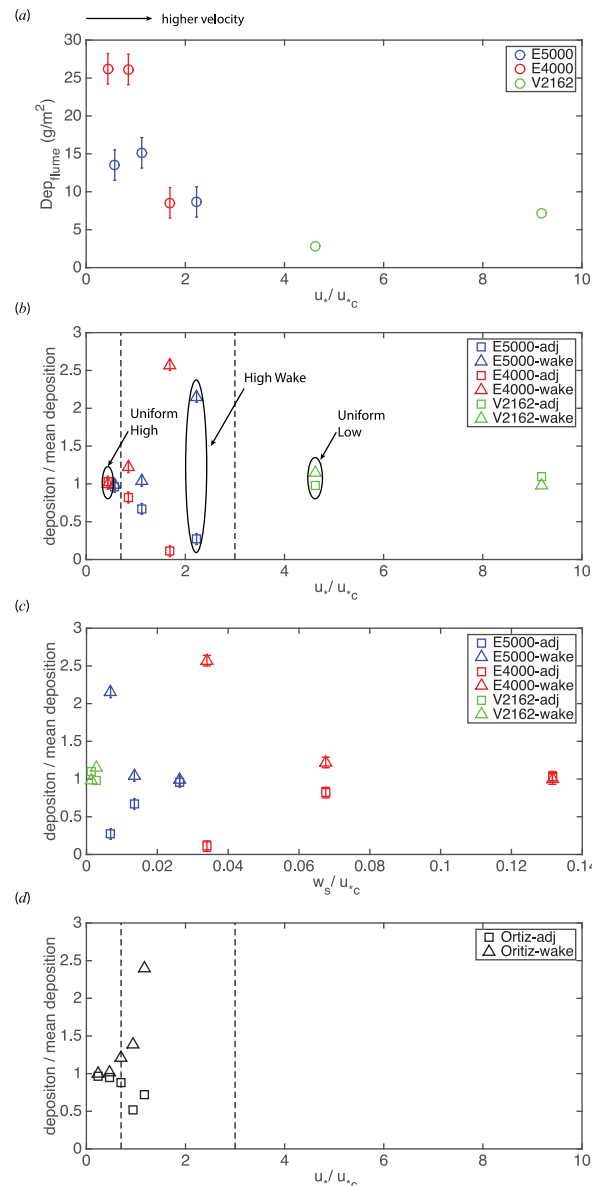 (a)
higher velocity
30
25
20
15
10
5
0
Dep_flume (g/m²)
E5000
E4000
V2162
0 2 4 6 8 10
u*/ u*c
(b)
3
2.5
2
1.5
1
0.5
0
depositon / mean deposition
E5000-adj
E5000-wake
E4000-adj
E4000-wake
V2162-adj
V2162-wake
High Wake
Uniform
High
Uniform
Low
0 2 4 6 8 10
u*/ u*c
(c)
3
2.5
2
1.5
1
0.5
0
depositon / mean deposition
E5000-adj
E5000-wake
E4000-adj
E4000-wake
V2162-adj
V2162-wake
0 0.02 0.04 0.06 0.08 0.1 0.12 0.14
ws/ u*c
(d)
3
2.5
2
1.5
1
0.5
0
depositon / mean deposition
Ortiz-adj
Oritiz-wake
0 2 4 6 8 10
u*/ u*c